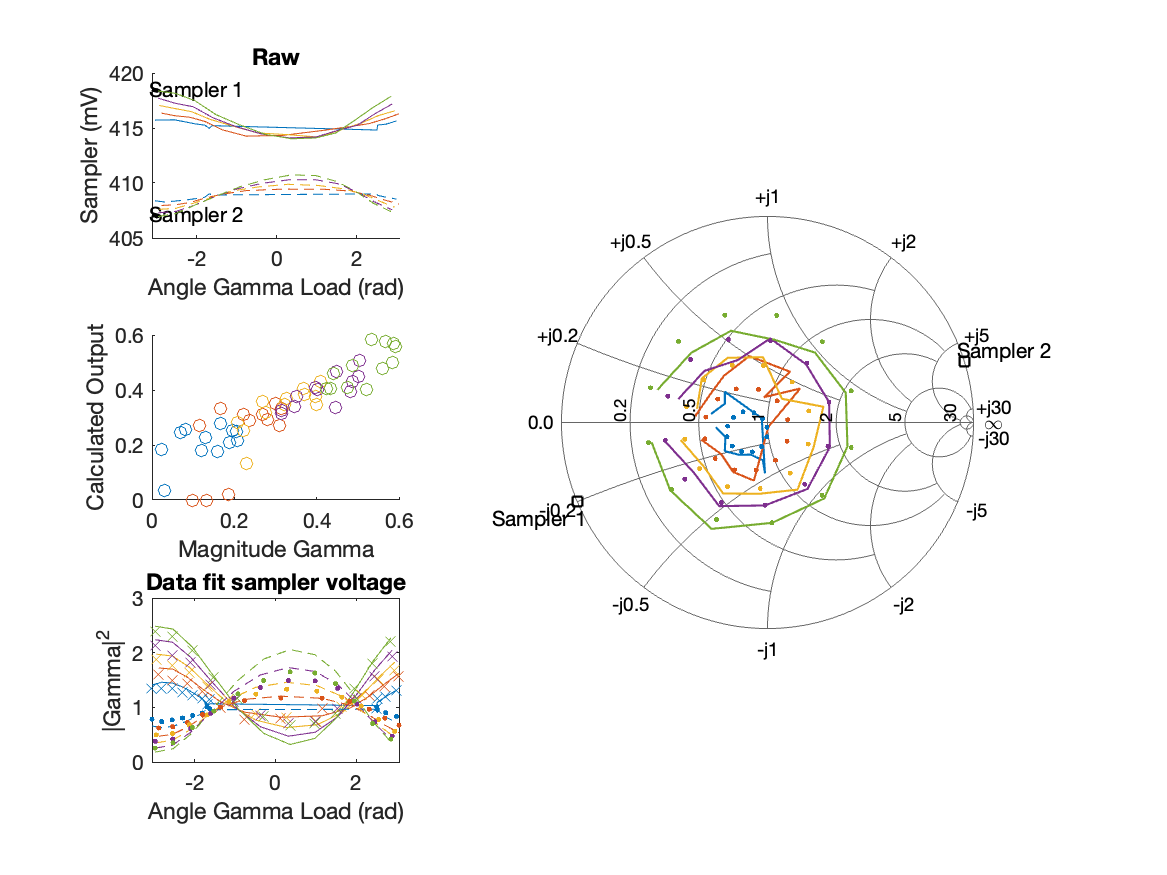 Raw
420
415
410
405
Sampler (mV)
Sampler 1
Sampler 2
-2
0
2
Angle Gamma Load (rad)
0.6
0.4
0.2
0
Calculated Output
0
0.2
0.4
0.6
Magnitude Gamma
Data fit sampler voltage
3
2
1
0
|Gamma|²
-2
0
2
Angle Gamma Load (rad)
+j1
+j0.5
+j2
+j0.2
+j5
Sampler 2
0.0
0.2
0.5
1
2
5
30
+j30
∞
-j30
-j0.2
Sampler 1
-j5
-j0.5
-j2
-j1